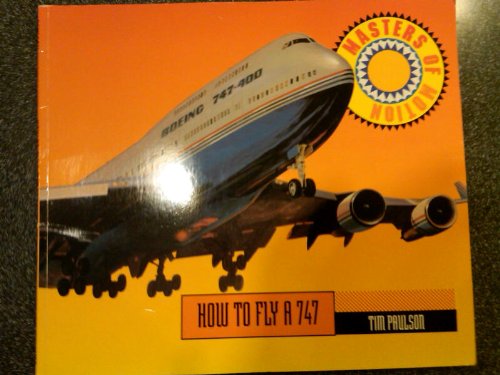 MASTERS OF MOTION
BOEING 747-400
HOW TO FLY A 747
TIM PAULSON